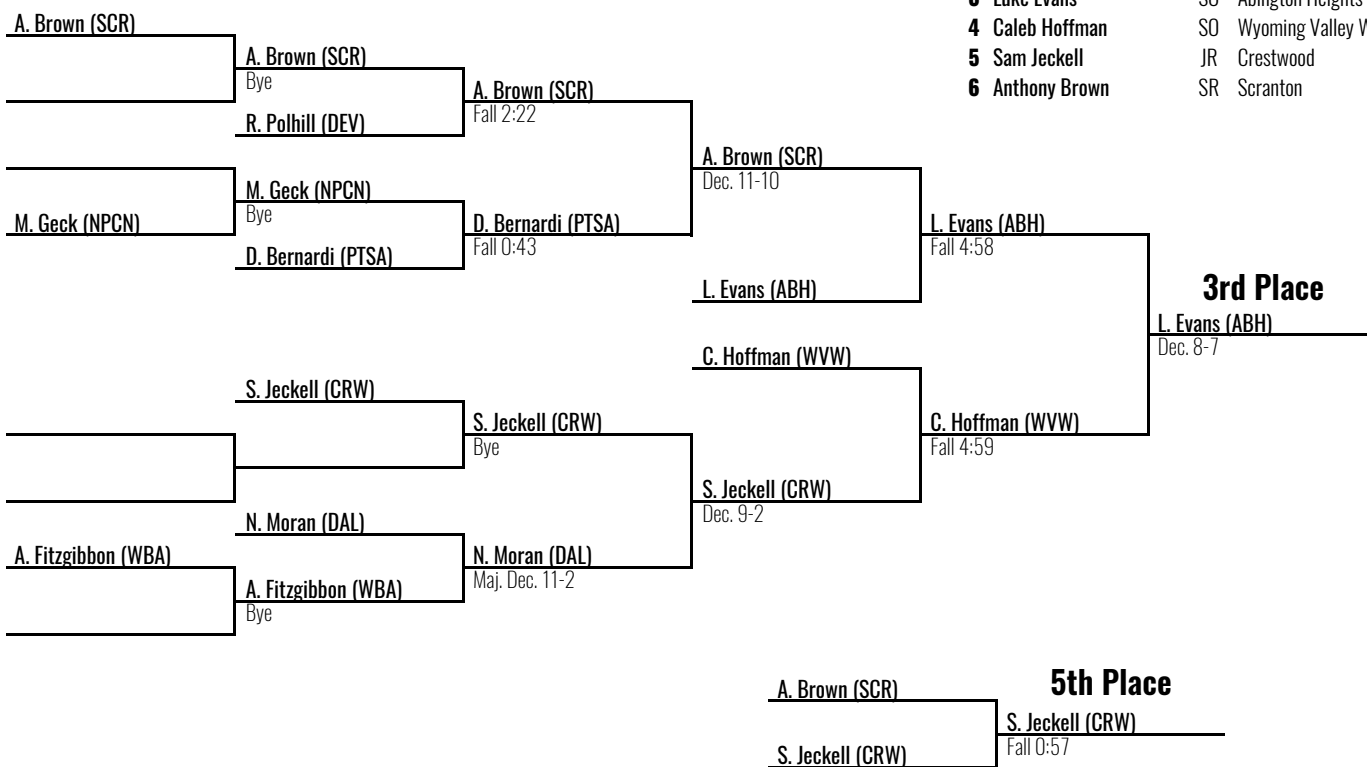 3 Luke Evans SO Abington Heights
4 Caleb Hoffman SO Wyoming Valley W
5 Sam Jeckell JR Crestwood
6 Anthony Brown SR Scranton
A. Brown (SCR)
A. Brown (SCR)
Bye
R. Polhill (DEV)
A. Brown (SCR)
Fall 2:22
M. Geck (NPCN)
M. Geck (NPCN)
Bye
D. Bernardi (PTSA)
D. Bernardi (PTSA)
Fall 0:43
A. Brown (SCR)
Dec. 11-10
L. Evans (ABH)
L. Evans (ABH)
Fall 4:58
3rd Place
L. Evans (ABH)
Dec. 8-7
C. Hoffman (WVW)
C. Hoffman (WVW)
Fall 4:59
S. Jeckell (CRW)
S. Jeckell (CRW)
Bye
S. Jeckell (CRW)
Dec. 9-2
N. Moran (DAL)
N. Moran (DAL)
Maj. Dec. 11-2
A. Fitzgibbon (WBA)
A. Fitzgibbon (WBA)
Bye
5th Place
A. Brown (SCR)
S. Jeckell (CRW)
Fall 0:57
S. Jeckell (CRW)